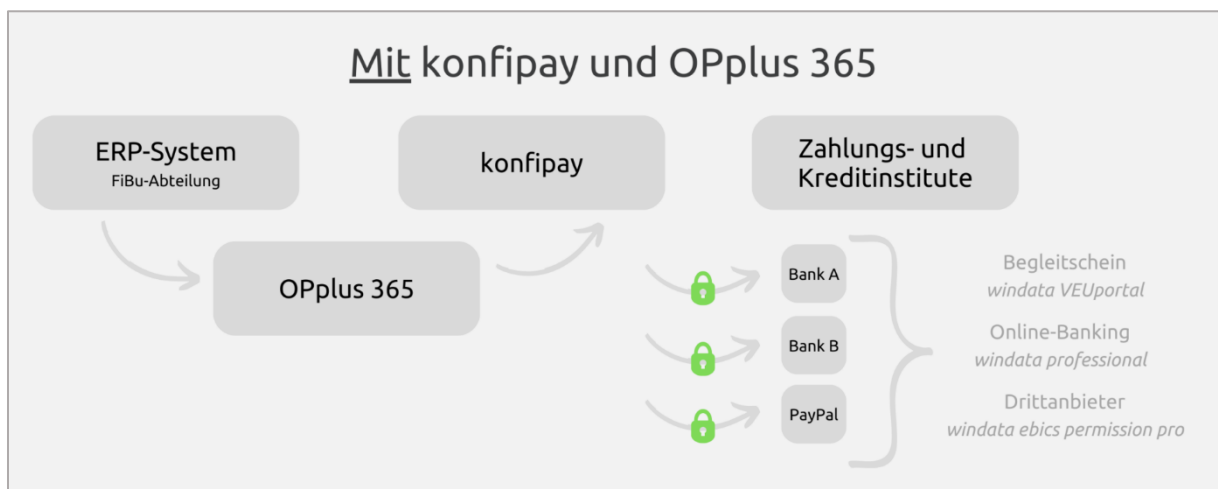 Mit konfipay und OPplus 365
ERP-System
FiBu-Abteilung
konfipay
Zahlungs- und
Kreditinstitute
OPplus 365
Bank A
Bank B
PayPal
Begleitschein
windata VEUportal
Online-Banking
windata professional
Drittanbieter
windata ebics permission pro